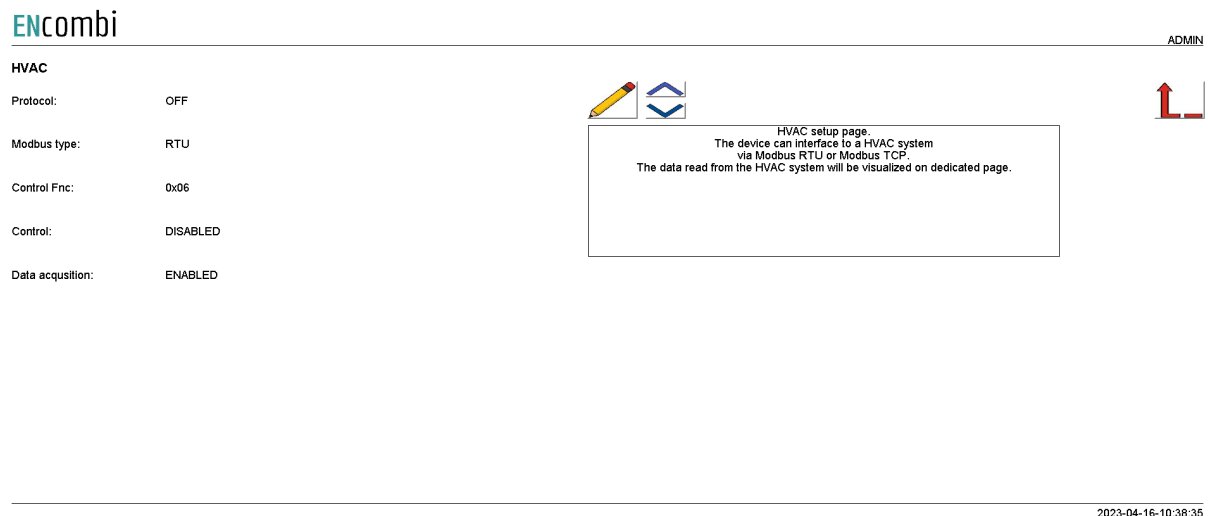 ENcombi
ADMIN
HVAC
Protocol: OFF
Modbus type: RTU
Control Fnc: 0x06
Control: DISABLED
Data acqusition: ENABLED
HVAC setup page.
The device can interface to a HVAC system
via Modbus RTU or Modbus TCP.
The data read from the HVAC system will be visualized on dedicated page.
2023-04-16-10:38:35